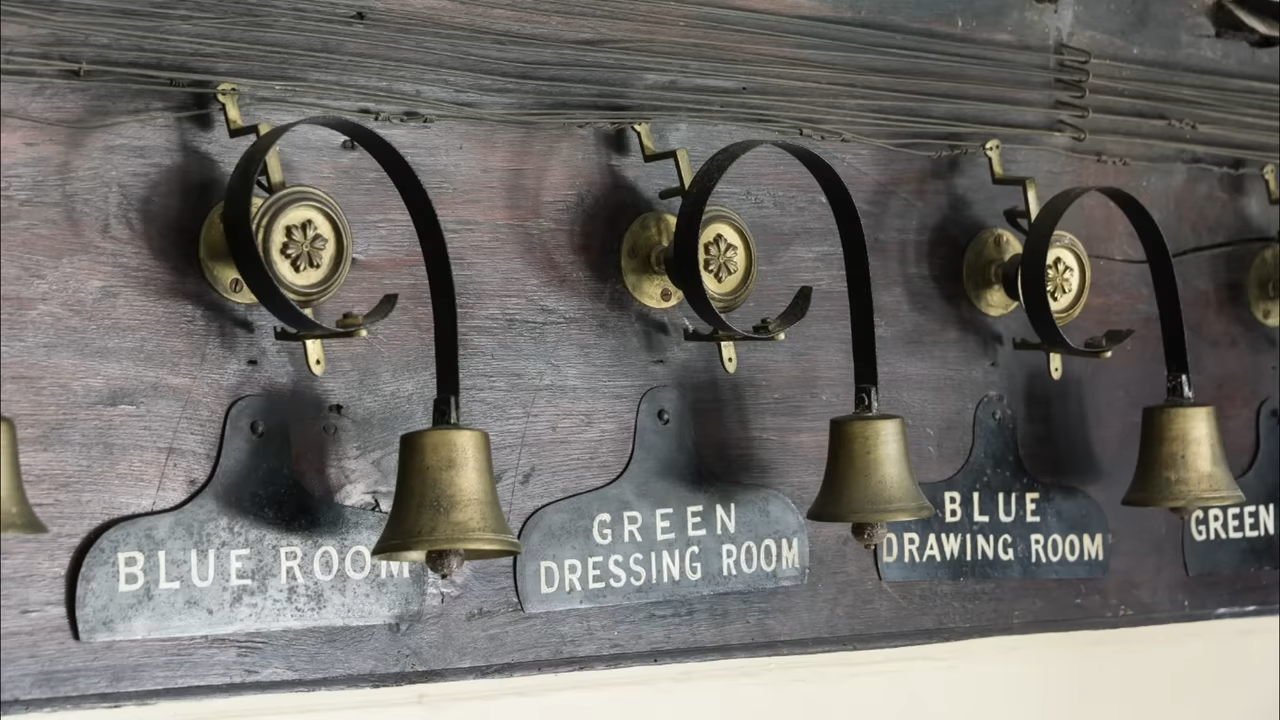 BLUE ROOM
GREEN
DRESSING ROOM
BLUE
DRAWING ROOM
GREEN